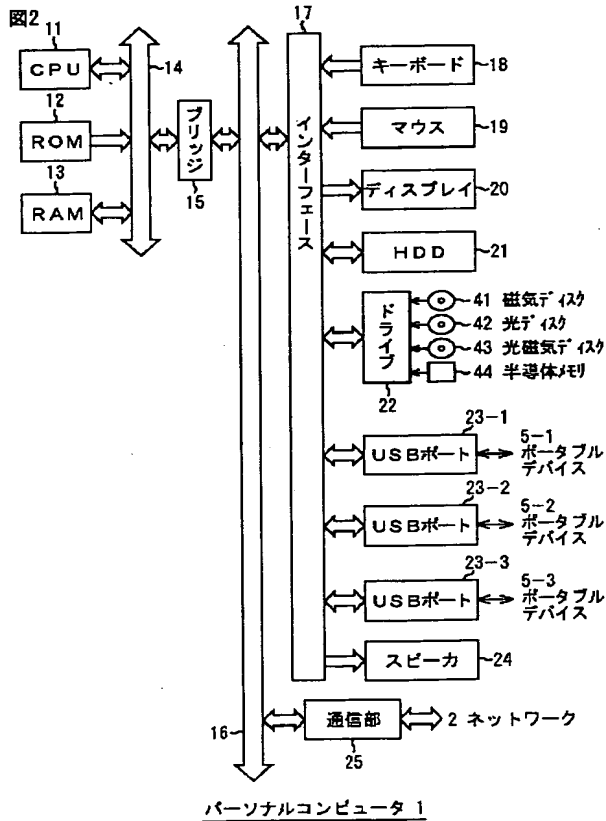 図2
11
CPU
14
12
ROM
13
RAM
ブリッジ
15
17
インターフェース
キーボード
18
マウス
19
ディスプレイ
20
HDD
21
ドライブ
22
41 磁気ディスク
42 光ディスク
43 光磁気ディスク
44 半導体メモリ
23-1
USBポート
5-1
ポータブル
デバイス
23-2
USBポート
5-2
ポータブル
デバイス
23-3
USBポート
5-3
ポータブル
デバイス
スピーカ
24
16
通信部
25
2 ネットワーク
パーソナルコンピュータ 1